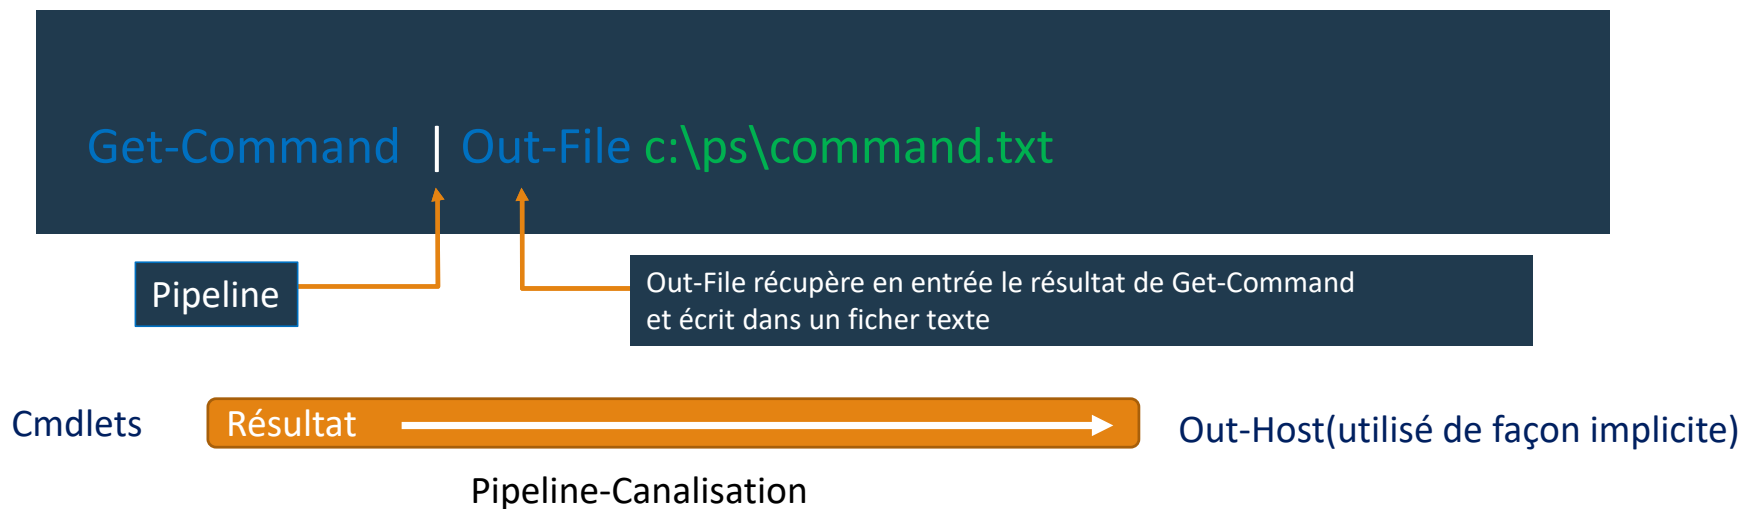 Get-Command | Out-File c:\ps\command.txt
Pipeline
Out-File récupère en entrée le résultat de Get-Command
et écrit dans un ficher texte
Cmdlets
Résultat
Out-Host(utilisé de façon implicite)
Pipeline-Canalisation